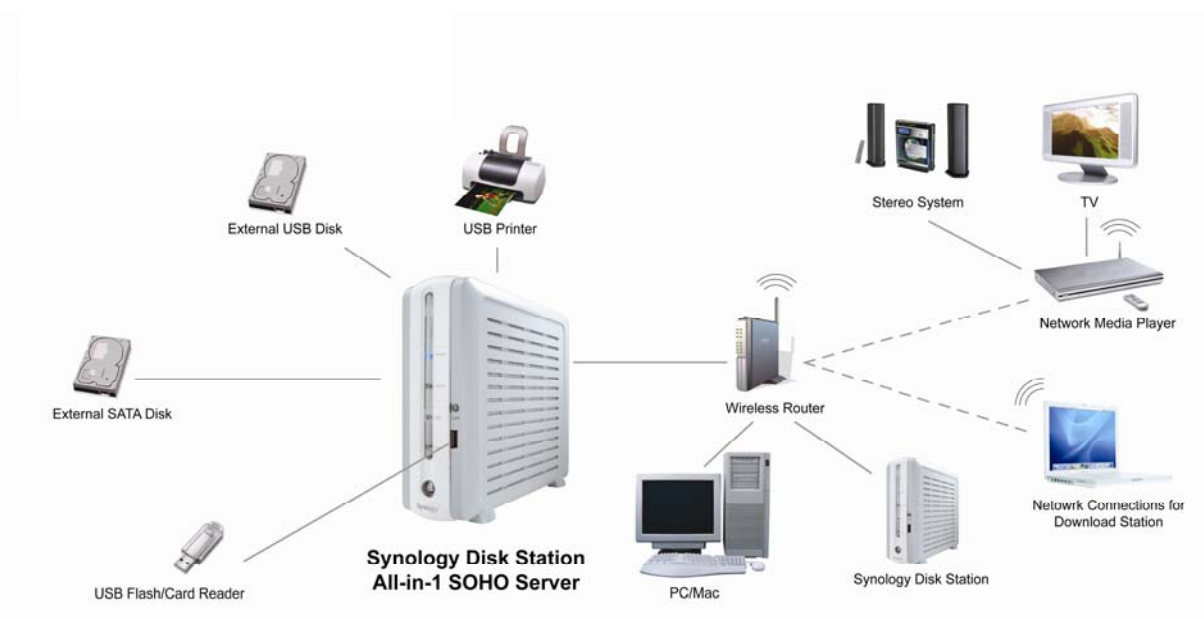 Stereo System
TV
External USB Disk
USB Printer
Network Media Player
External SATA Disk
Wireless Router
Synology
Netowrk Connections for
Download Station
Synology Disk Station
All-in-1 SOHO Server
USB Flash/Card Reader
PC/Mac
Synology Disk Station